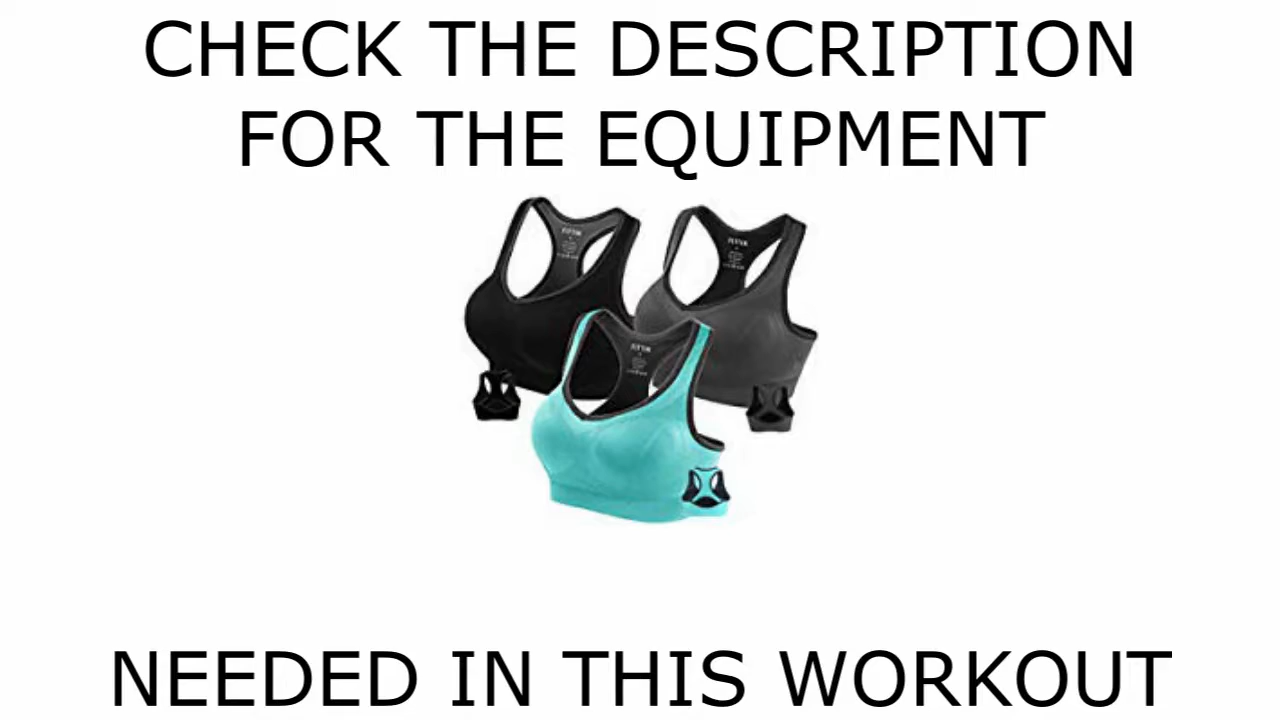 CHECK THE DESCRIPTION
FOR THE EQUIPMENT
NEEDED IN THIS WORKOUT